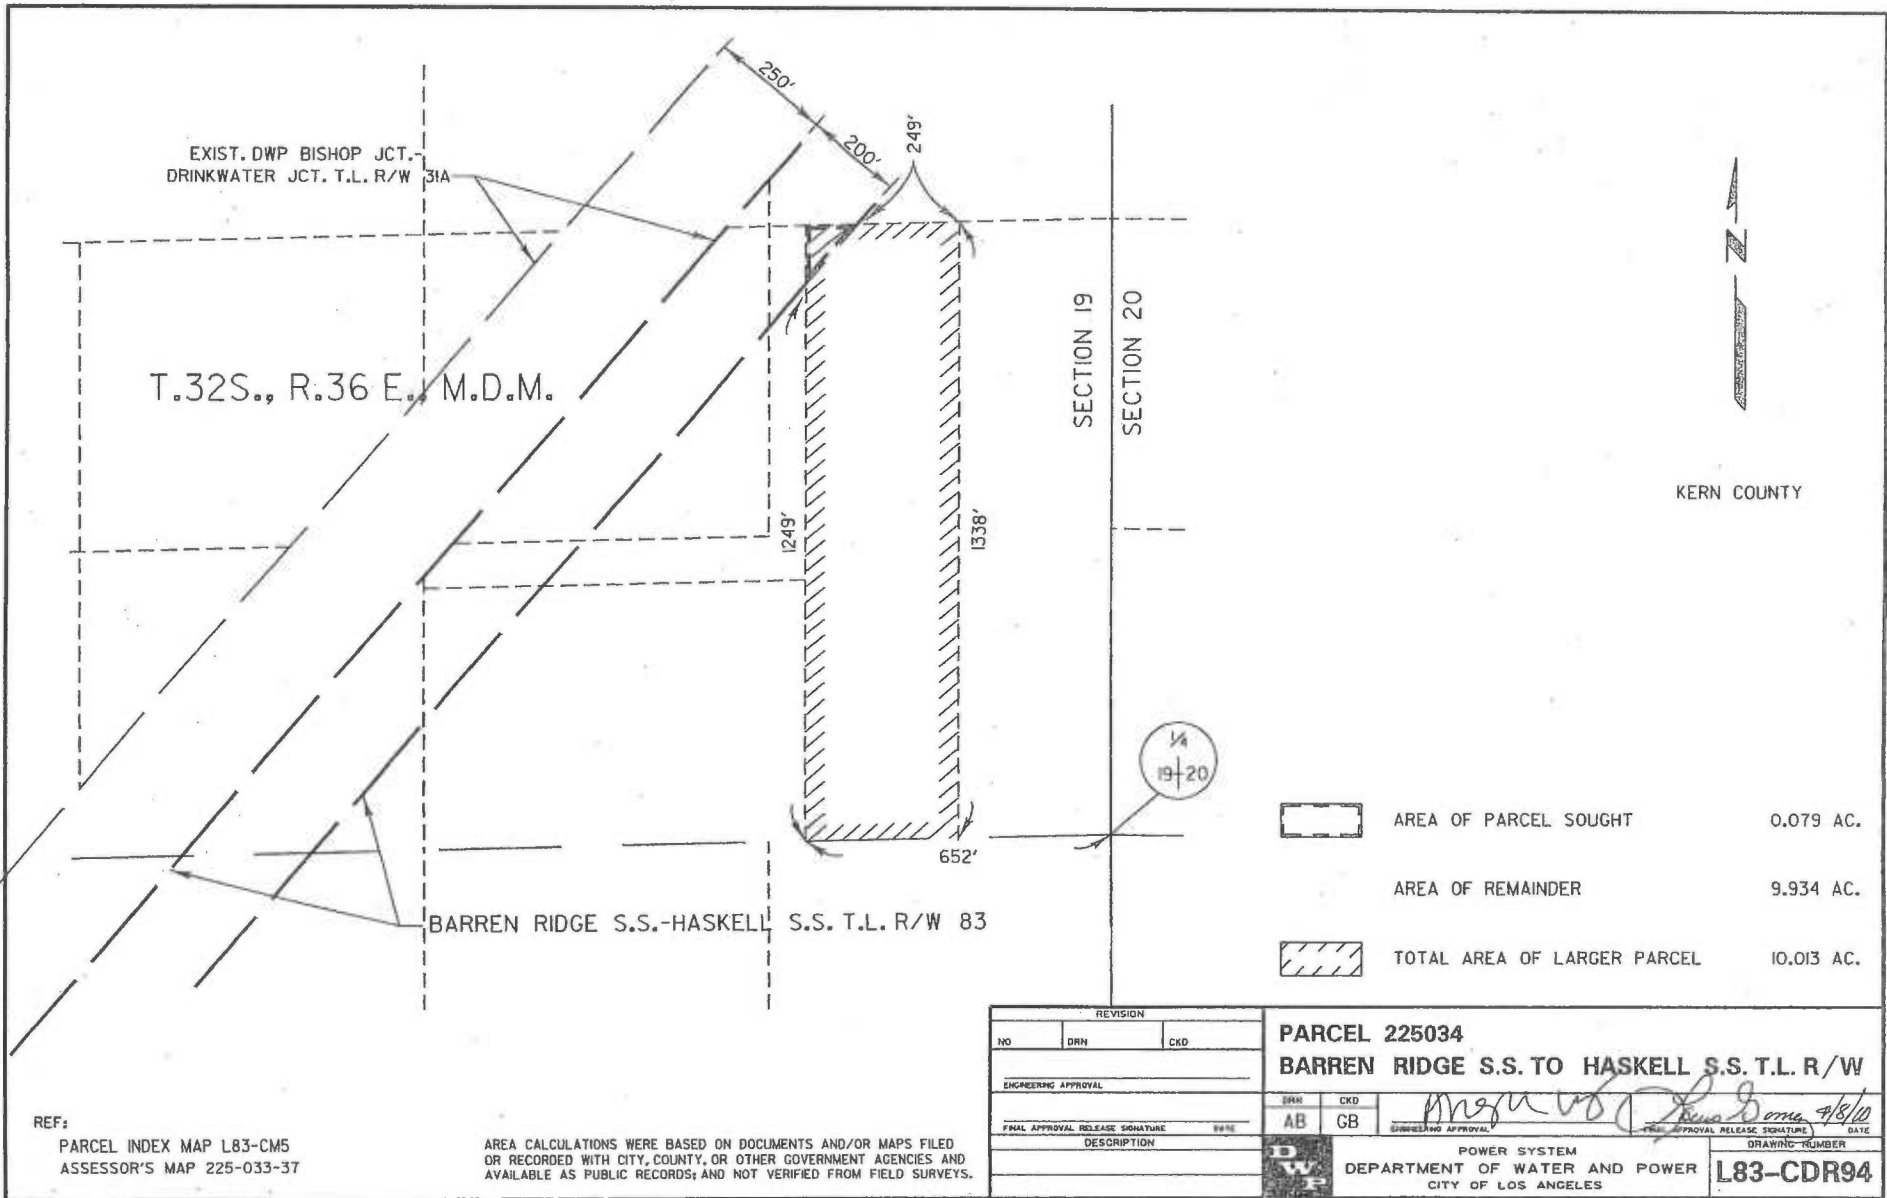 250'
200'
249'
EXIST. DWP BISHOP JCT.-
DRINKWATER JCT. T.L. R/W 31A
N
SECTION 19
SECTION 20
T.32S., R.36 E., M.D.M.
KERN COUNTY
1249'
1338'
1/4
19 20
652'
AREA OF PARCEL SOUGHT 0.079 AC.
AREA OF REMAINDER 9.934 AC.
TOTAL AREA OF LARGER PARCEL 10.013 AC.
BARREN RIDGE S.S.-HASKELL S.S. T.L. R/W 83
REVISION
NO DRN CKD
ENGINEERING APPROVAL
FINAL APPROVAL RELEASE SIGNATURE DATE
DESCRIPTION
PARCEL 225034
BARREN RIDGE S.S. TO HASKELL S.S. T.L. R/W
DRN CKD
AB GB
ENGINEERING APPROVAL
FINAL APPROVAL RELEASE SIGNATURE DATE
DWP
POWER SYSTEM
DEPARTMENT OF WATER AND POWER
CITY OF LOS ANGELES
DRAWING NUMBER
L83-CDR94
REF:
PARCEL INDEX MAP L83-CM5
ASSESSOR'S MAP 225-033-37
AREA CALCULATIONS WERE BASED ON DOCUMENTS AND/OR MAPS FILED
OR RECORDED WITH CITY, COUNTY, OR OTHER GOVERNMENT AGENCIES AND
AVAILABLE AS PUBLIC RECORDS; AND NOT VERIFIED FROM FIELD SURVEYS.